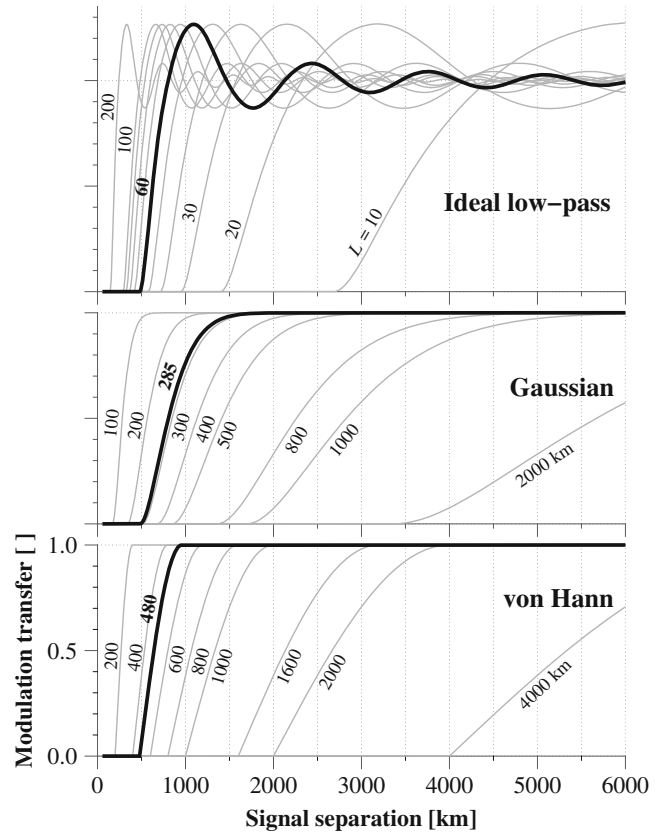 200
100
60
30
20
L = 10
Ideal low−pass
100
200
285
300
400
500
800
1000
2000 km
Gaussian
Modulation transfer [ ]
1.0
0.5
0.0
200
400
480
600
800
1000
1600
2000
4000 km
von Hann
0 1000 2000 3000 4000 5000 6000
Signal separation [km]